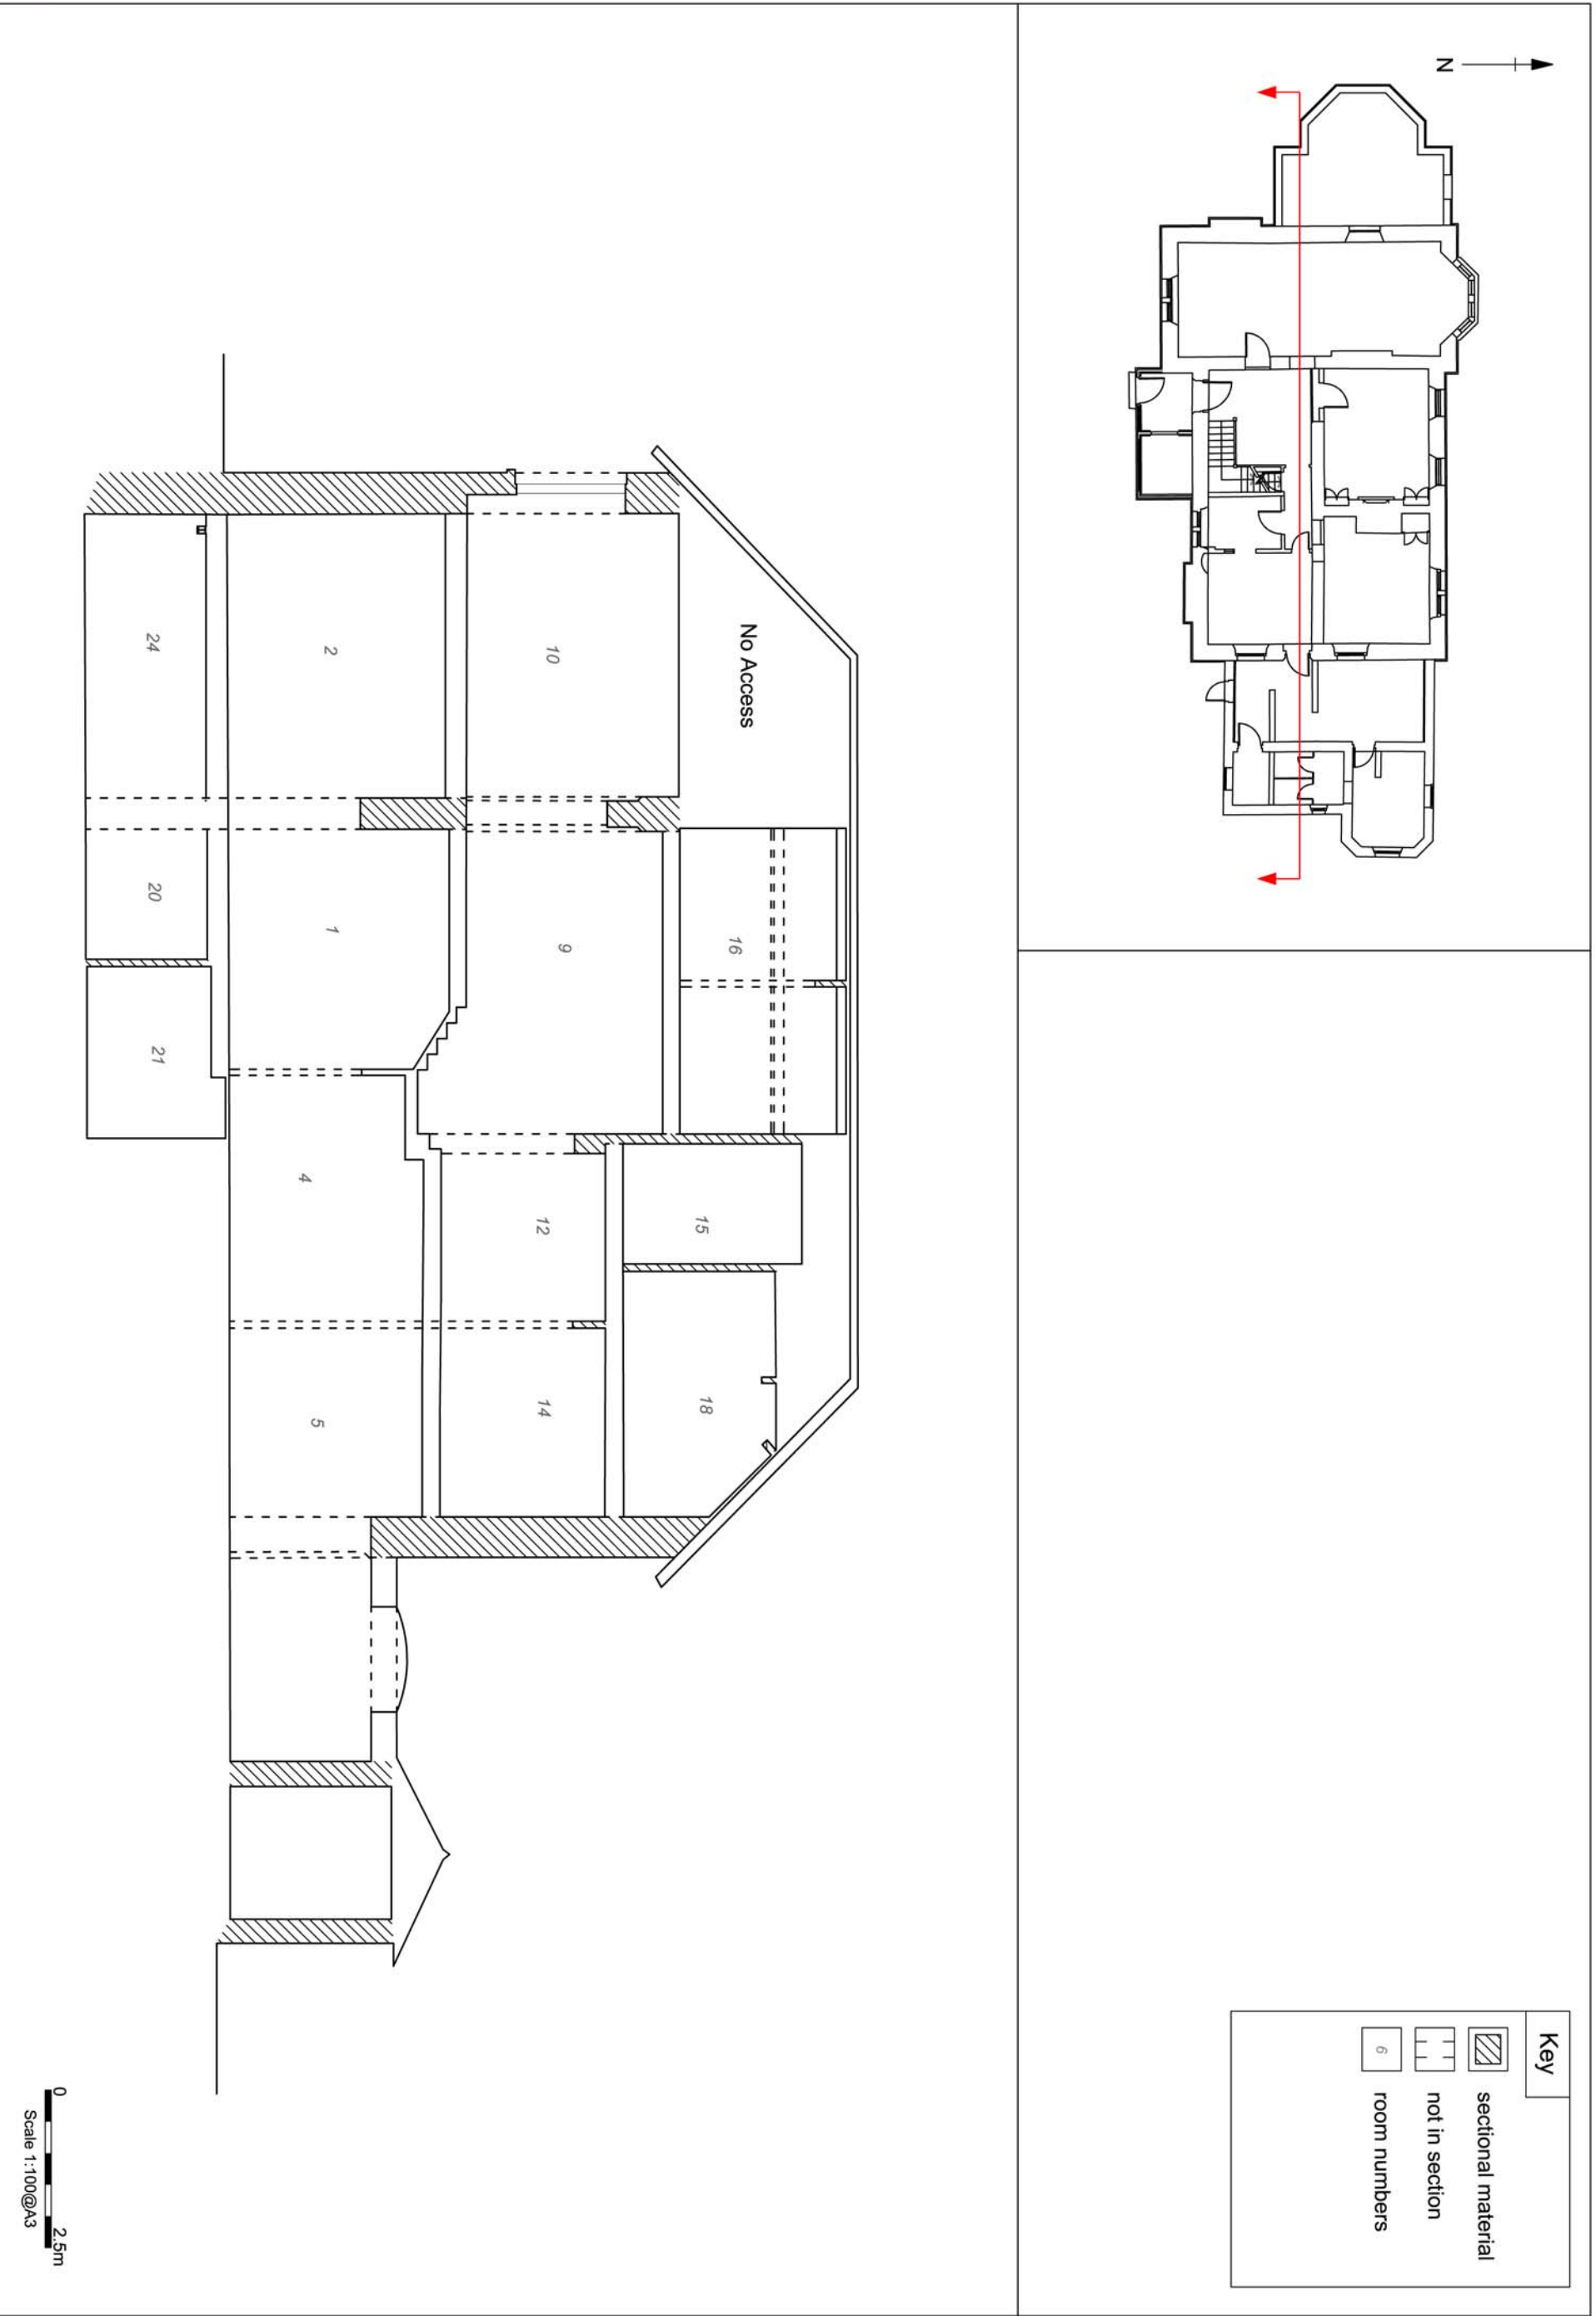 N
No Access
16
15
18
10
9
12
14
2
1
4
5
24
20
21
Key
sectional material
not in section
6
room numbers
0
2.5m
Scale 1:100@A3